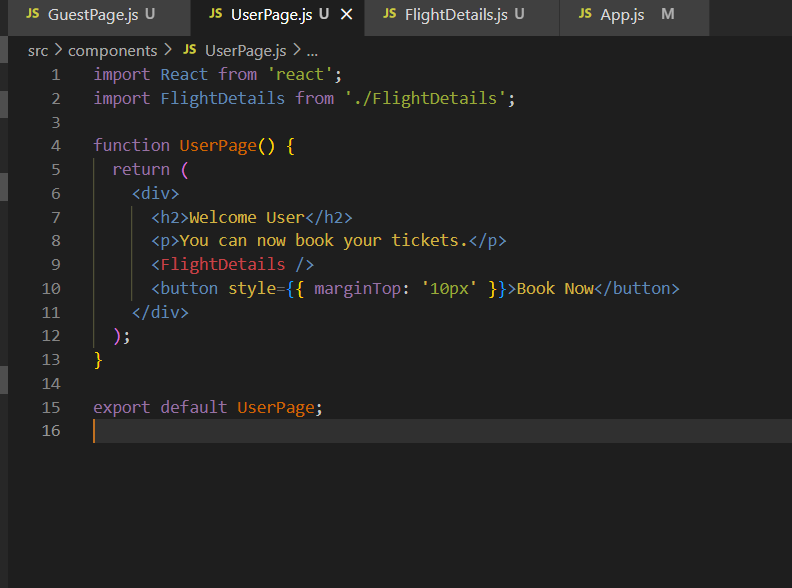 JS GuestPage.js U JS UserPage.js U × JS FlightDetails.js U JS App.js M
src > components > JS UserPage.js > ...
1 import React from 'react';
2 import FlightDetails from './FlightDetails';
3
4 function UserPage() {
5   return (
6     <div>
7       <h2>Welcome User</h2>
8       <p>You can now book your tickets.</p>
9       <FlightDetails />
10       <button style={{ marginTop: '10px' }}>Book Now</button>
11     </div>
12   );
13 }
14
15 export default UserPage;
16